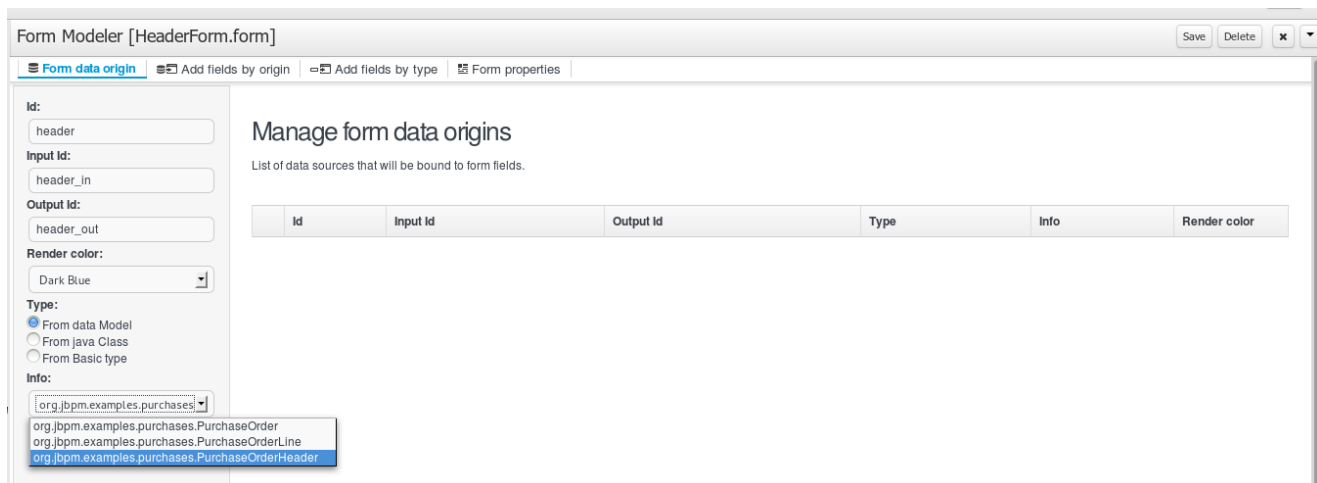 Form Modeler [HeaderForm.form]
Save Delete
Form data origin Add fields by origin Add fields by type Form properties
Id:
header
Input Id:
header_in
Output Id:
header_out
Render color:
Dark Blue
Type:
From data Model
From java Class
From Basic type
Info:
org.jbpm.examples.purchases
org.jbpm.examples.purchases.PurchaseOrder
org.jbpm.examples.purchases.PurchaseOrderLine
org.jbpm.examples.purchases.PurchaseOrderHeader
Manage form data origins
List of data sources that will be bound to form fields.
Id Input Id Output Id Type Info Render color